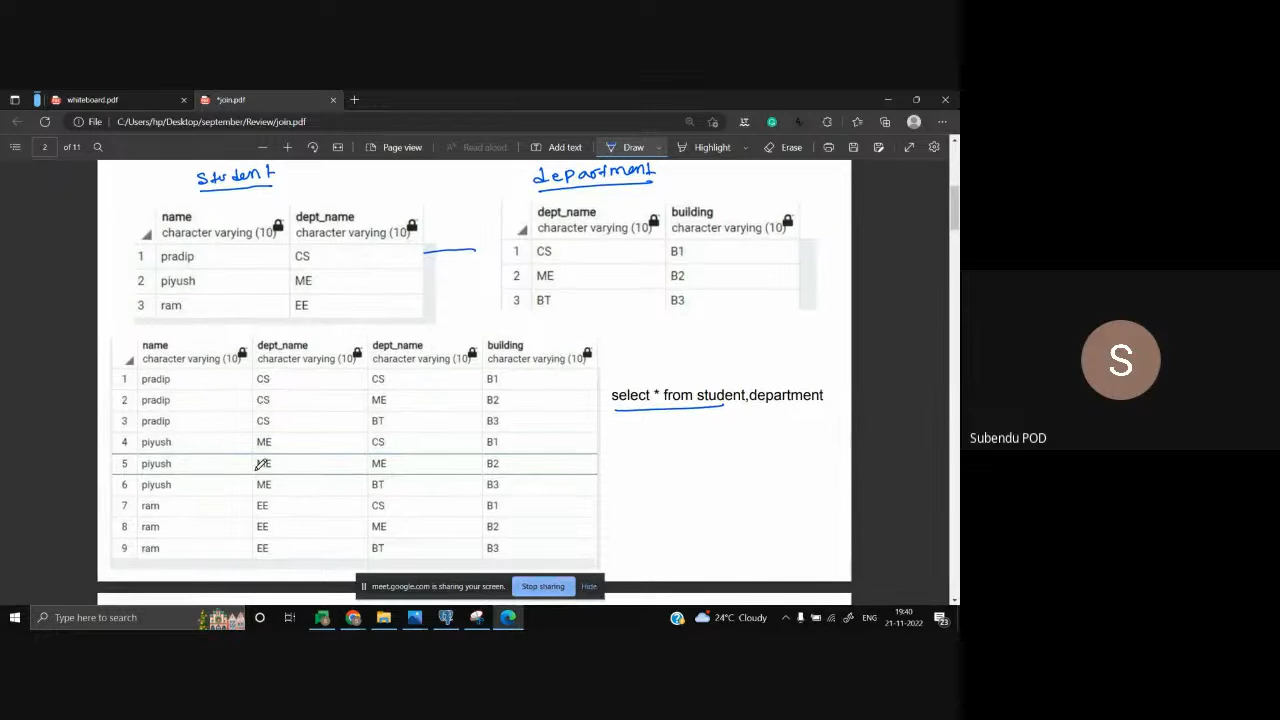 whiteboard.pdf
*join.pdf
File C:/Users/hp/Desktop/september/Review/join.pdf
2 of 11 Page view Read aloud Add text Draw Highlight Erase
Student department
name dept_name
character varying (10) character varying (10)
1 pradip CS
2 piyush ME
3 ram EE
dept_name building
character varying (10) character varying (10)
1 CS B1
2 ME B2
3 BT B3
name dept_name dept_name building
character varying (10) character varying (10) character varying (10) character varying (10)
1 pradip CS CS B1
2 pradip CS ME B2
3 pradip CS BT B3
4 piyush ME CS B1
5 piyush ME ME B2
6 piyush ME BT B3
7 ram EE CS B1
8 ram EE ME B2
9 ram EE BT B3
select * from student,department
S
Subendu POD
meet.google.com is sharing your screen. Stop sharing Hide
Type here to search 24°C Cloudy ENG 19:40
21-11-2022 23